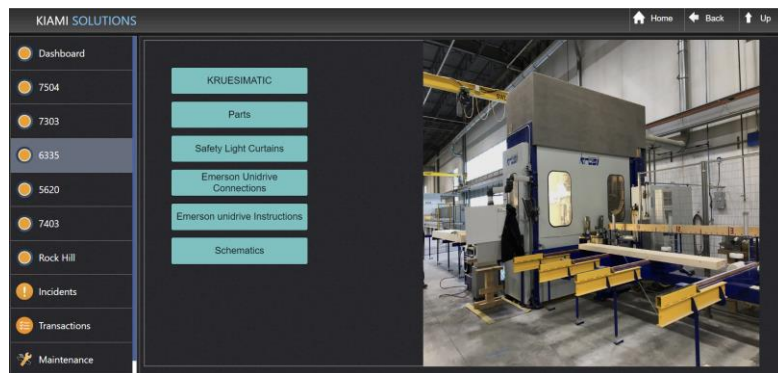 KIAMI SOLUTIONS
Home
Back
Up
Dashboard
7504
7303
6335
5620
7403
Rock Hill
Incidents
Transactions
Maintenance
KRUESIMATIC
Parts
Safety Light Curtains
Emerson Unidrive
Connections
Emerson unidrive Instructions
Schematics